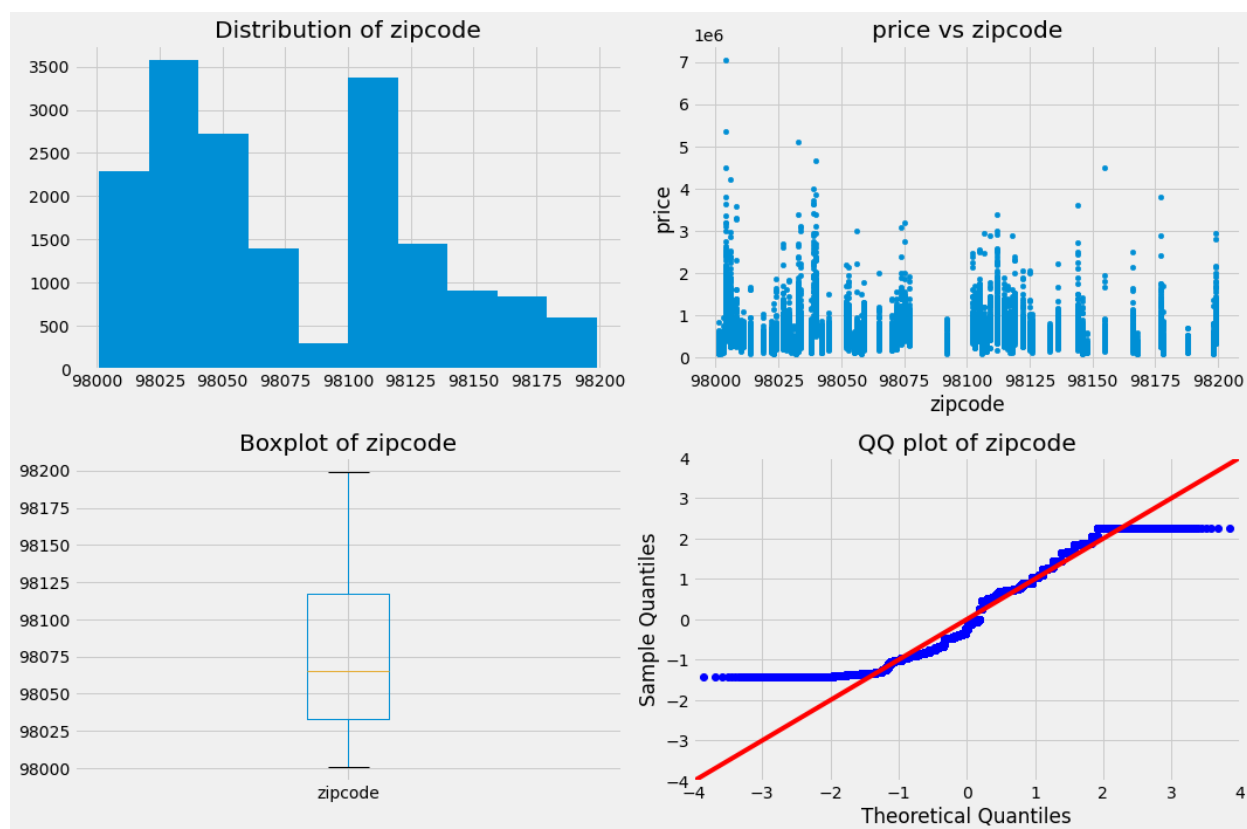 Distribution of zipcode
3500
3000
2500
2000
1500
1000
500
0
98000 98025 98050 98075 98100 98125 98150 98175 98200
price vs zipcode
1e6
7
6
5
4
3
2
1
0
price
98000 98025 98050 98075 98100 98125 98150 98175 98200
zipcode
Boxplot of zipcode
98200
98175
98150
98125
98100
98075
98050
98025
98000
zipcode
QQ plot of zipcode
4
3
2
1
0
−1
−2
−3
−4
Sample Quantiles
−4 −3 −2 −1 0 1 2 3 4
Theoretical Quantiles